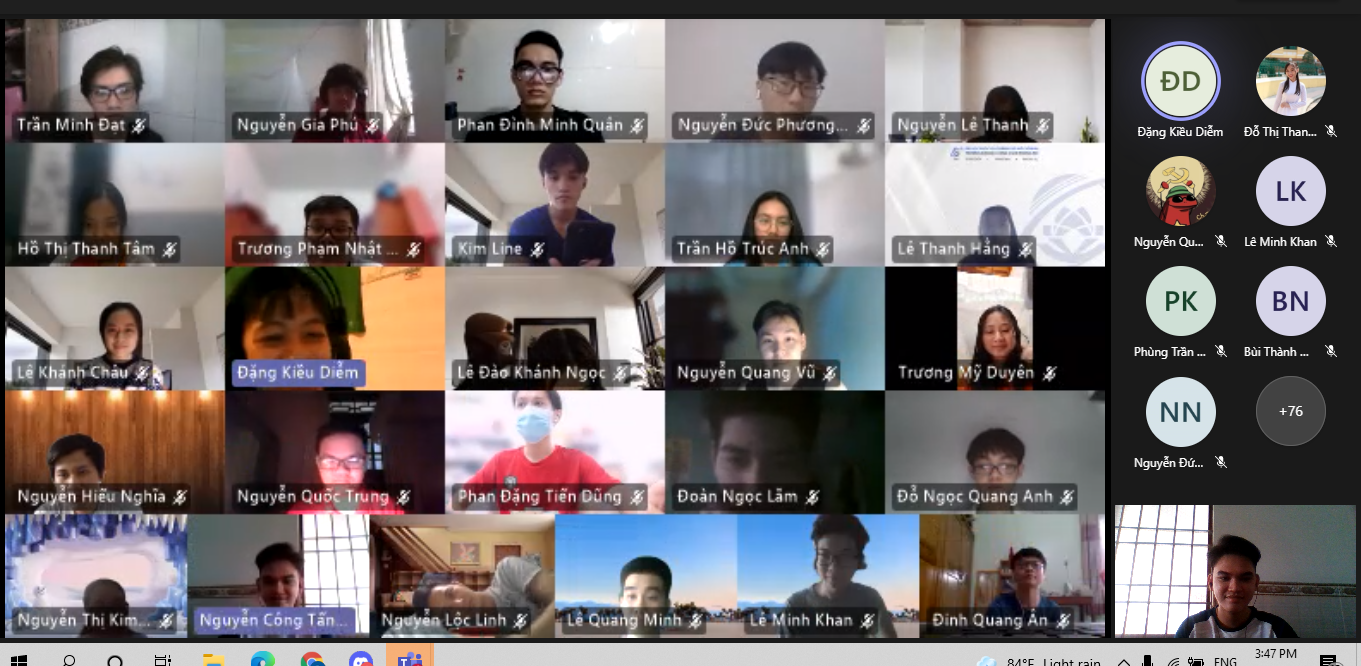 Trần Minh Đạt
Nguyễn Gia Phú
Phan Đình Minh Quân
Nguyễn Đức Phương...
Nguyễn Lê Thanh
Hồ Thị Thanh Tâm
Trương Phạm Nhật ...
Kim Line
Trần Hồ Trúc Anh
Lê Thanh Hằng
Lê Khánh Châu
Đặng Kiều Diễm
Lê Đào Khánh Ngọc
Nguyễn Quang Vũ
Trương Mỹ Duyên
Nguyễn Hiếu Nghĩa
Nguyễn Quốc Trung
Phan Đặng Tiến Dũng
Đoàn Ngọc Lãm
Đỗ Ngọc Quang Anh
Nguyễn Thị Kim...
Nguyễn Công Tấn...
Nguyễn Lộc Linh
Lê Quang Minh
Lê Minh Khan
Đinh Quang Ân
ĐD
Đặng Kiều Diễm
Đỗ Thị Than...
Nguyễn Qu...
LK
Lê Minh Khan
PK
Phùng Trần ...
BN
Bùi Thành ...
NN
Nguyễn Đứ...
+76
84°F Light rain
ENG
3:47 PM